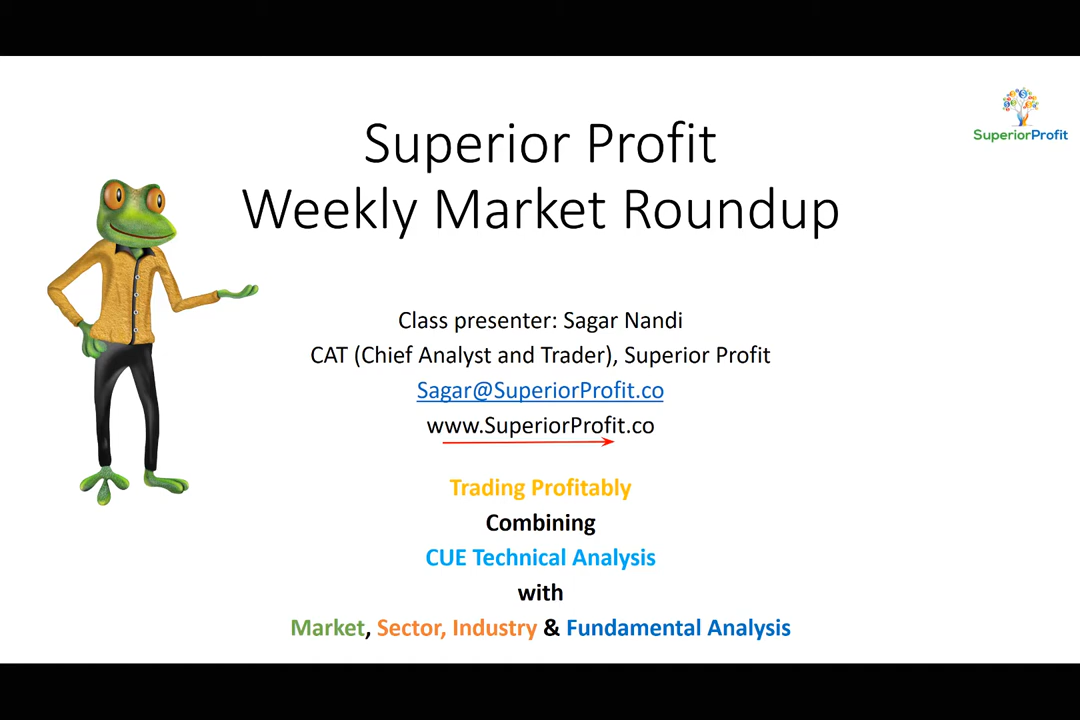 SuperiorProfit
Superior Profit
Weekly Market Roundup
Class presenter: Sagar Nandi
CAT (Chief Analyst and Trader), Superior Profit
Sagar@SuperiorProfit.co
www.SuperiorProfit.co
Trading Profitably
Combining
CUE Technical Analysis
with
Market, Sector, Industry & Fundamental Analysis